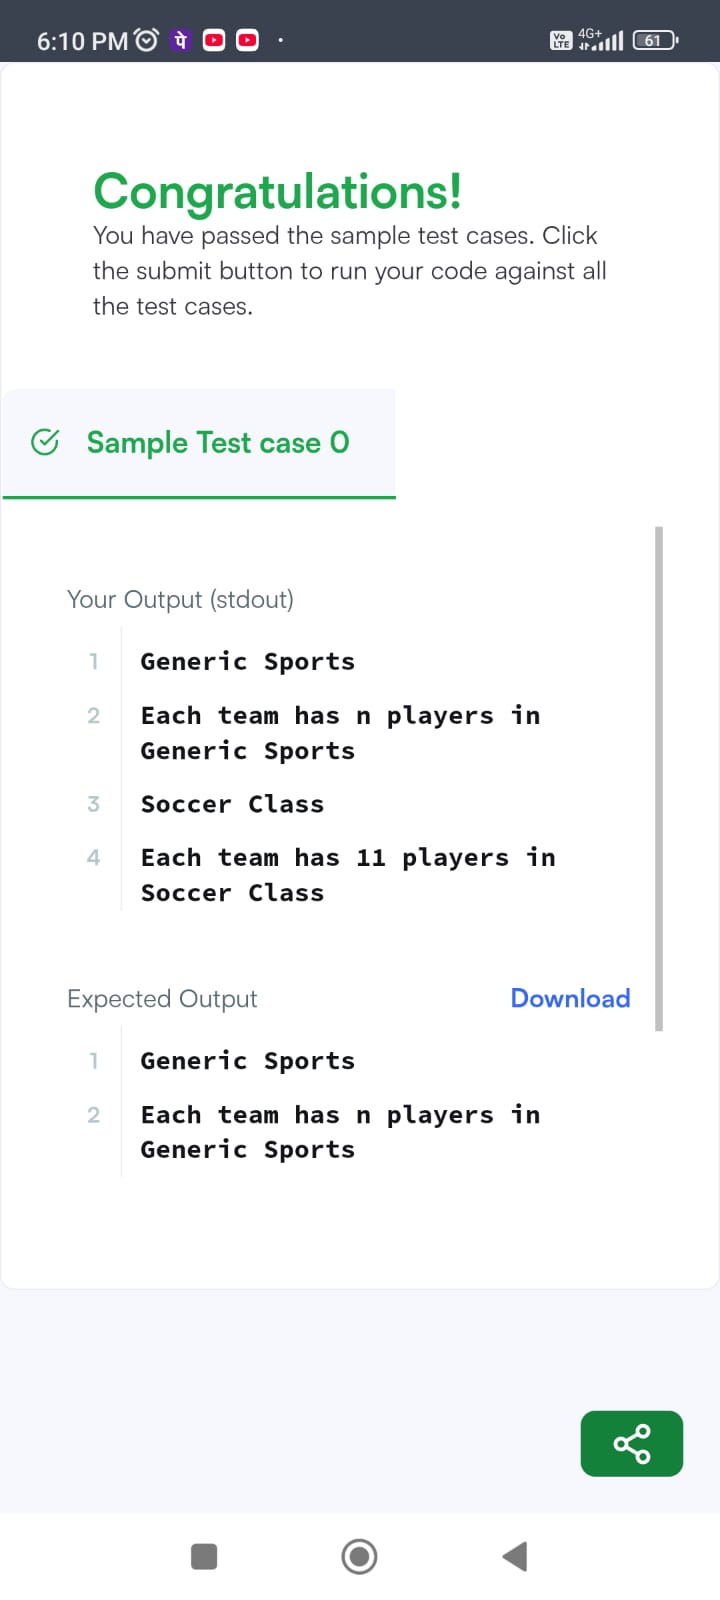 6:10 PM पे Vo LTE 4G+ 61
Congratulations!
You have passed the sample test cases. Click
the submit button to run your code against all
the test cases.
Sample Test case 0
Your Output (stdout)
1 Generic Sports
2 Each team has n players in
Generic Sports
3 Soccer Class
4 Each team has 11 players in
Soccer Class
Expected Output Download
1 Generic Sports
2 Each team has n players in
Generic Sports